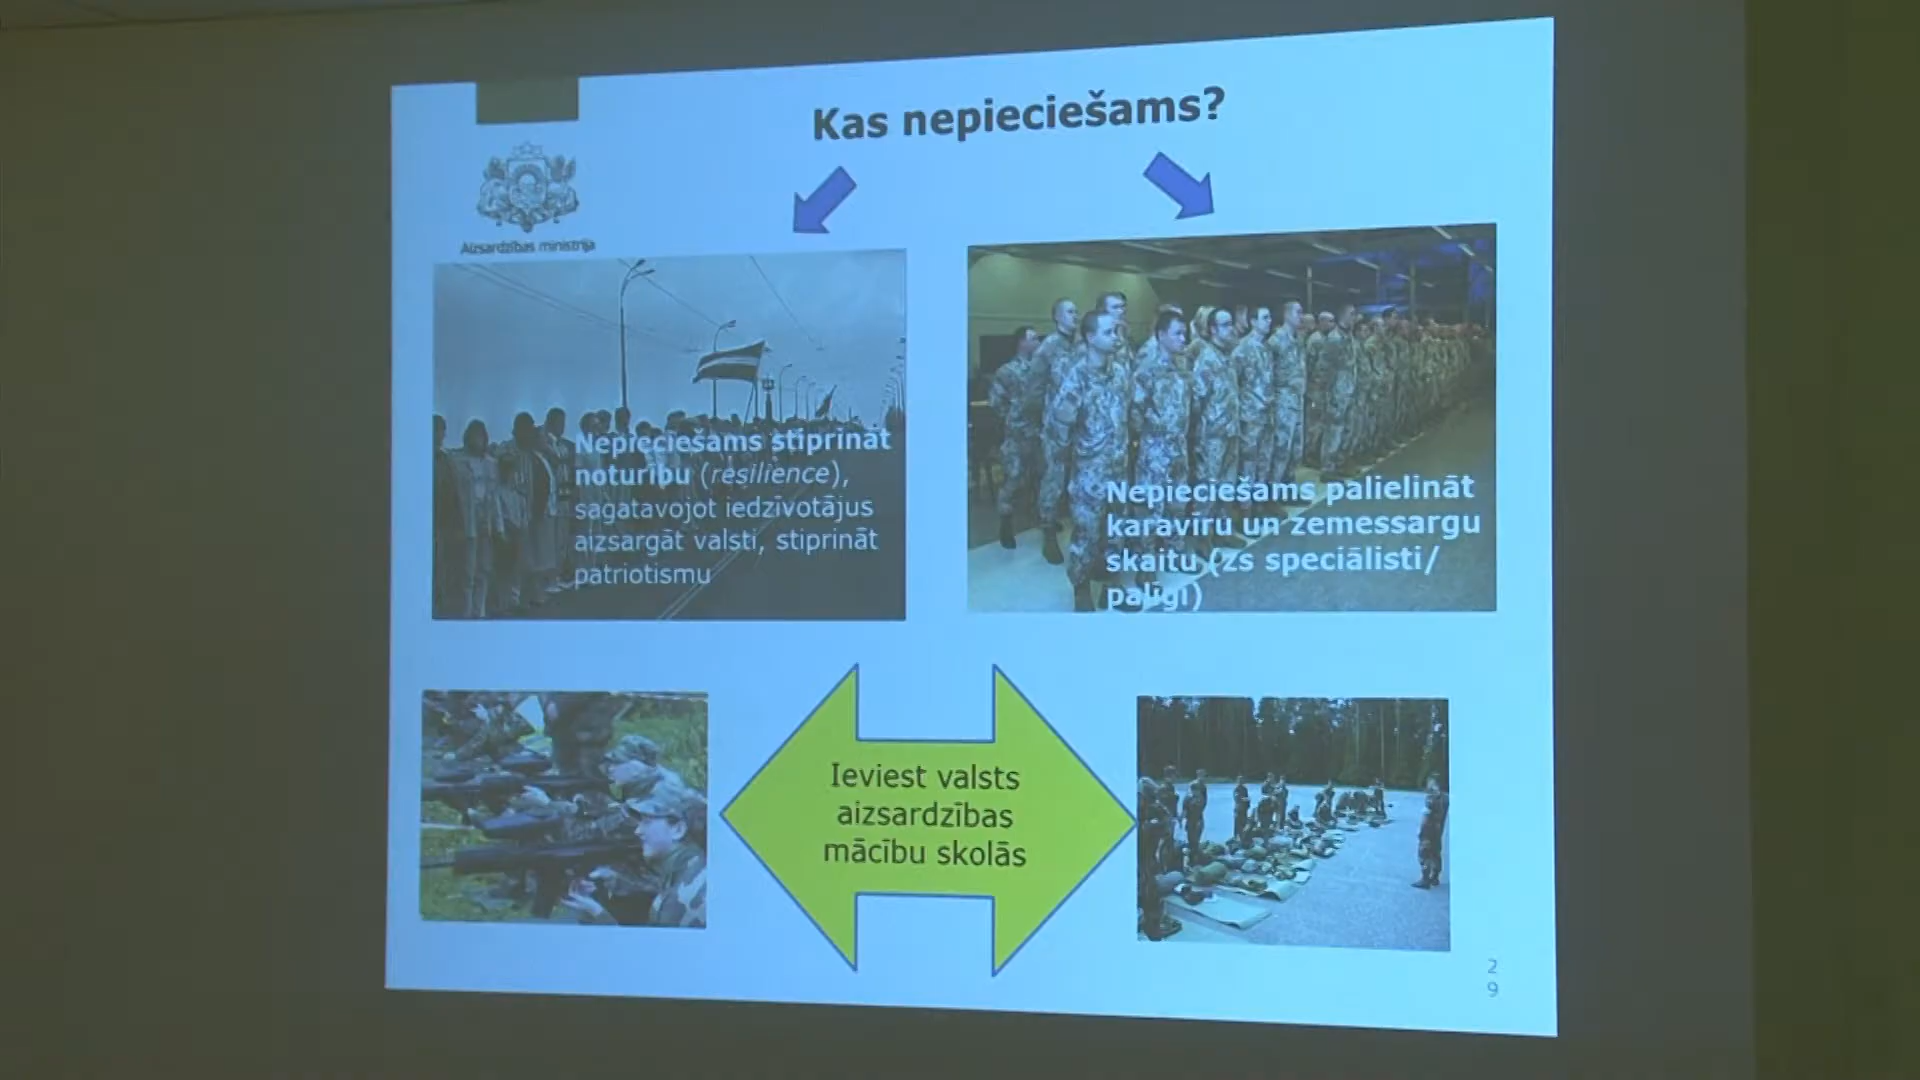 Kas nepieciešams?
Aizsardzības ministrija
Nepieciešams stiprināt
noturību (resilience),
sagatavojot iedzīvotājus
aizsargāt valsti, stiprināt
patriotismu
Nepieciešams palielināt
karavīru un zemessargu
skaitu (zs speciālisti/
palīgi)
Ieviest valsts
aizsardzības
mācību skolās
2
9